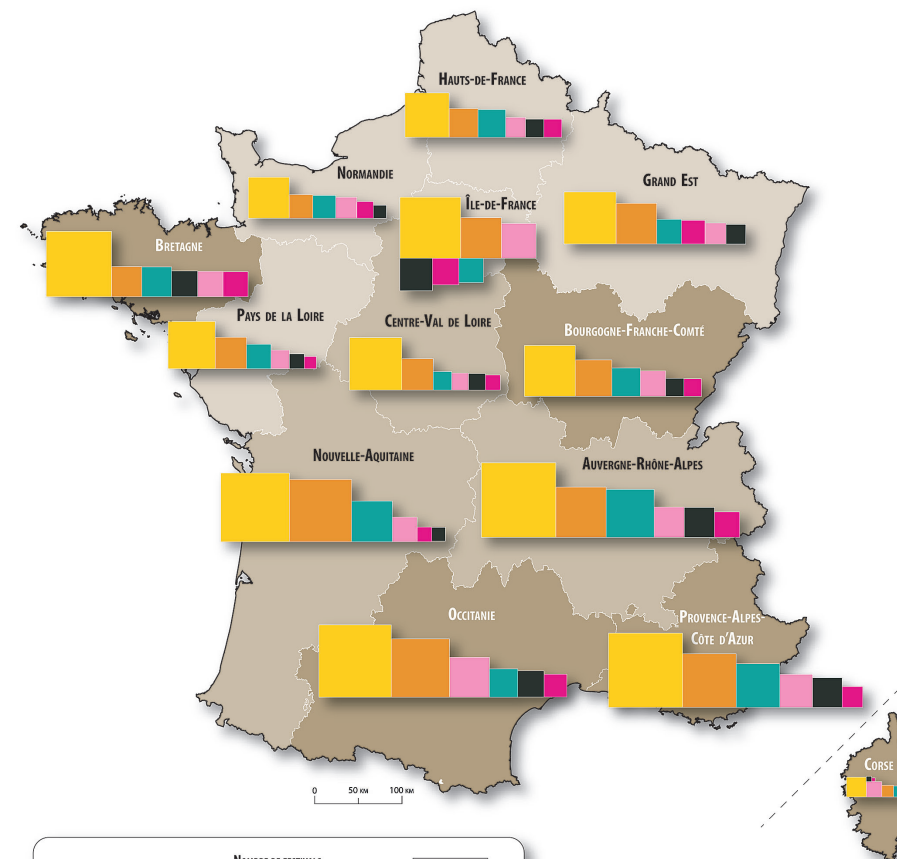 Hauts-de-France
Normandie
Grand Est
Île-de-France
Bretagne
Pays de la Loire
Centre-Val de Loire
Bourgogne-Franche-Comté
Nouvelle-Aquitaine
Auvergne-Rhône-Alpes
Occitanie
Provence-Alpes-
Côte d'Azur
Corse
0 50 km 100 km